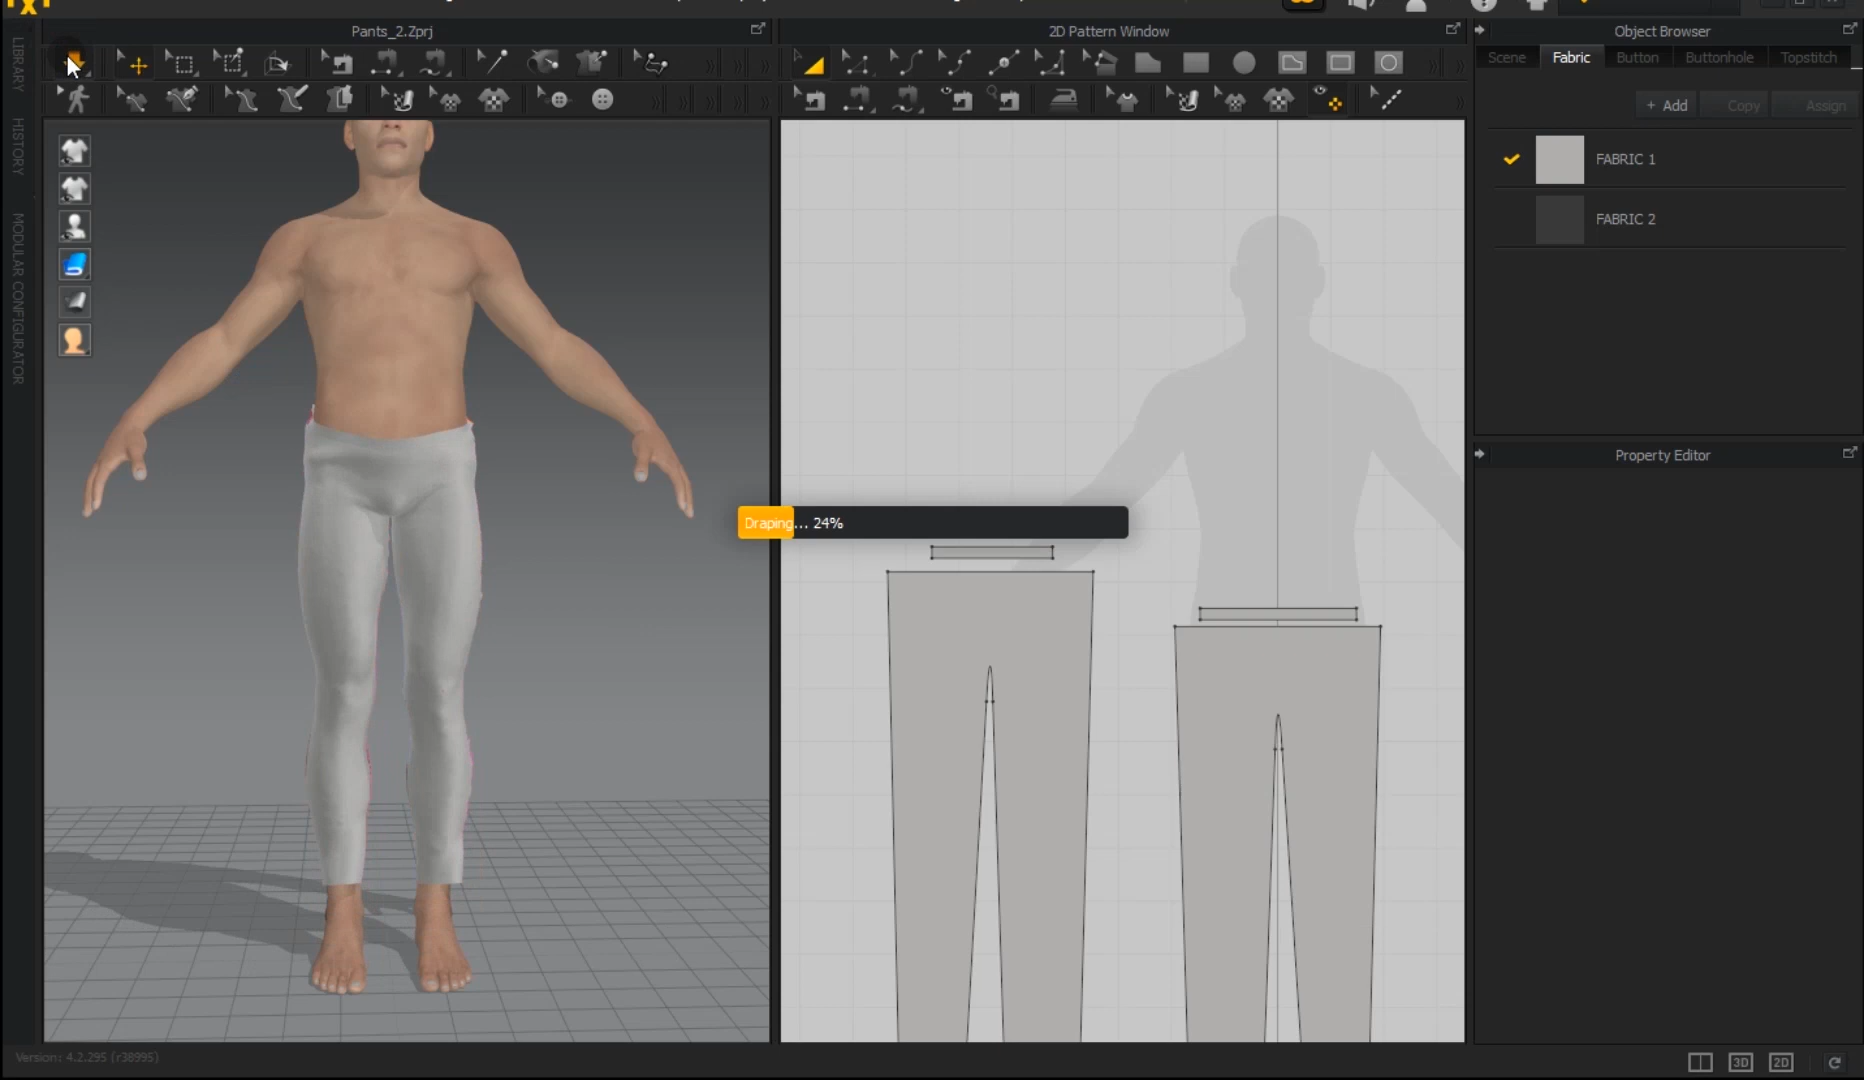 Pants_2.Zprj
2D Pattern Window
Object Browser
Scene
Fabric
Button
Buttonhole
Topstitch
+ Add
Copy
Assign
FABRIC 1
FABRIC 2
LIBRARY
HISTORY
MODULAR CONFIGURATOR
Property Editor
Draping... 24%
Version: 4.2.295 (r38995)
3D
2D